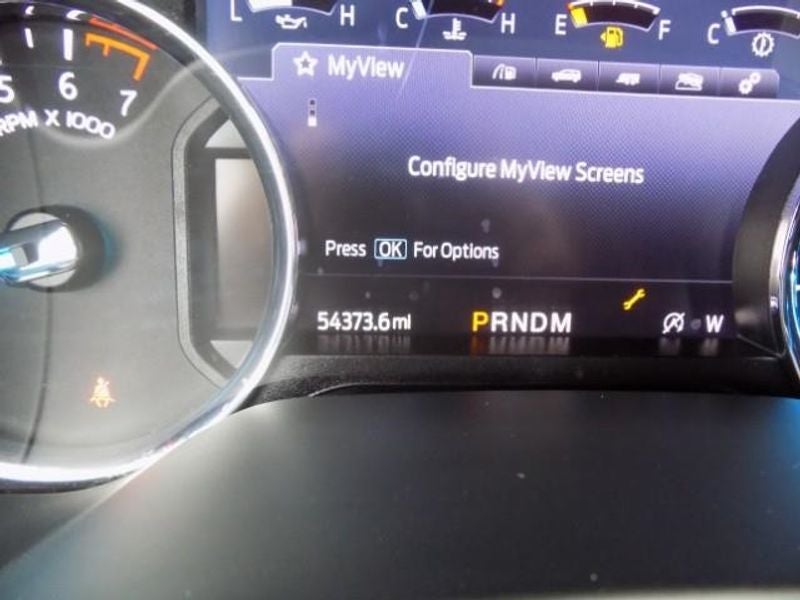 L H C H E F C
MyView
5 6 7
RPM X 1000
Configure MyView Screens
Press OK For Options
54373.6 mi PRNDM W